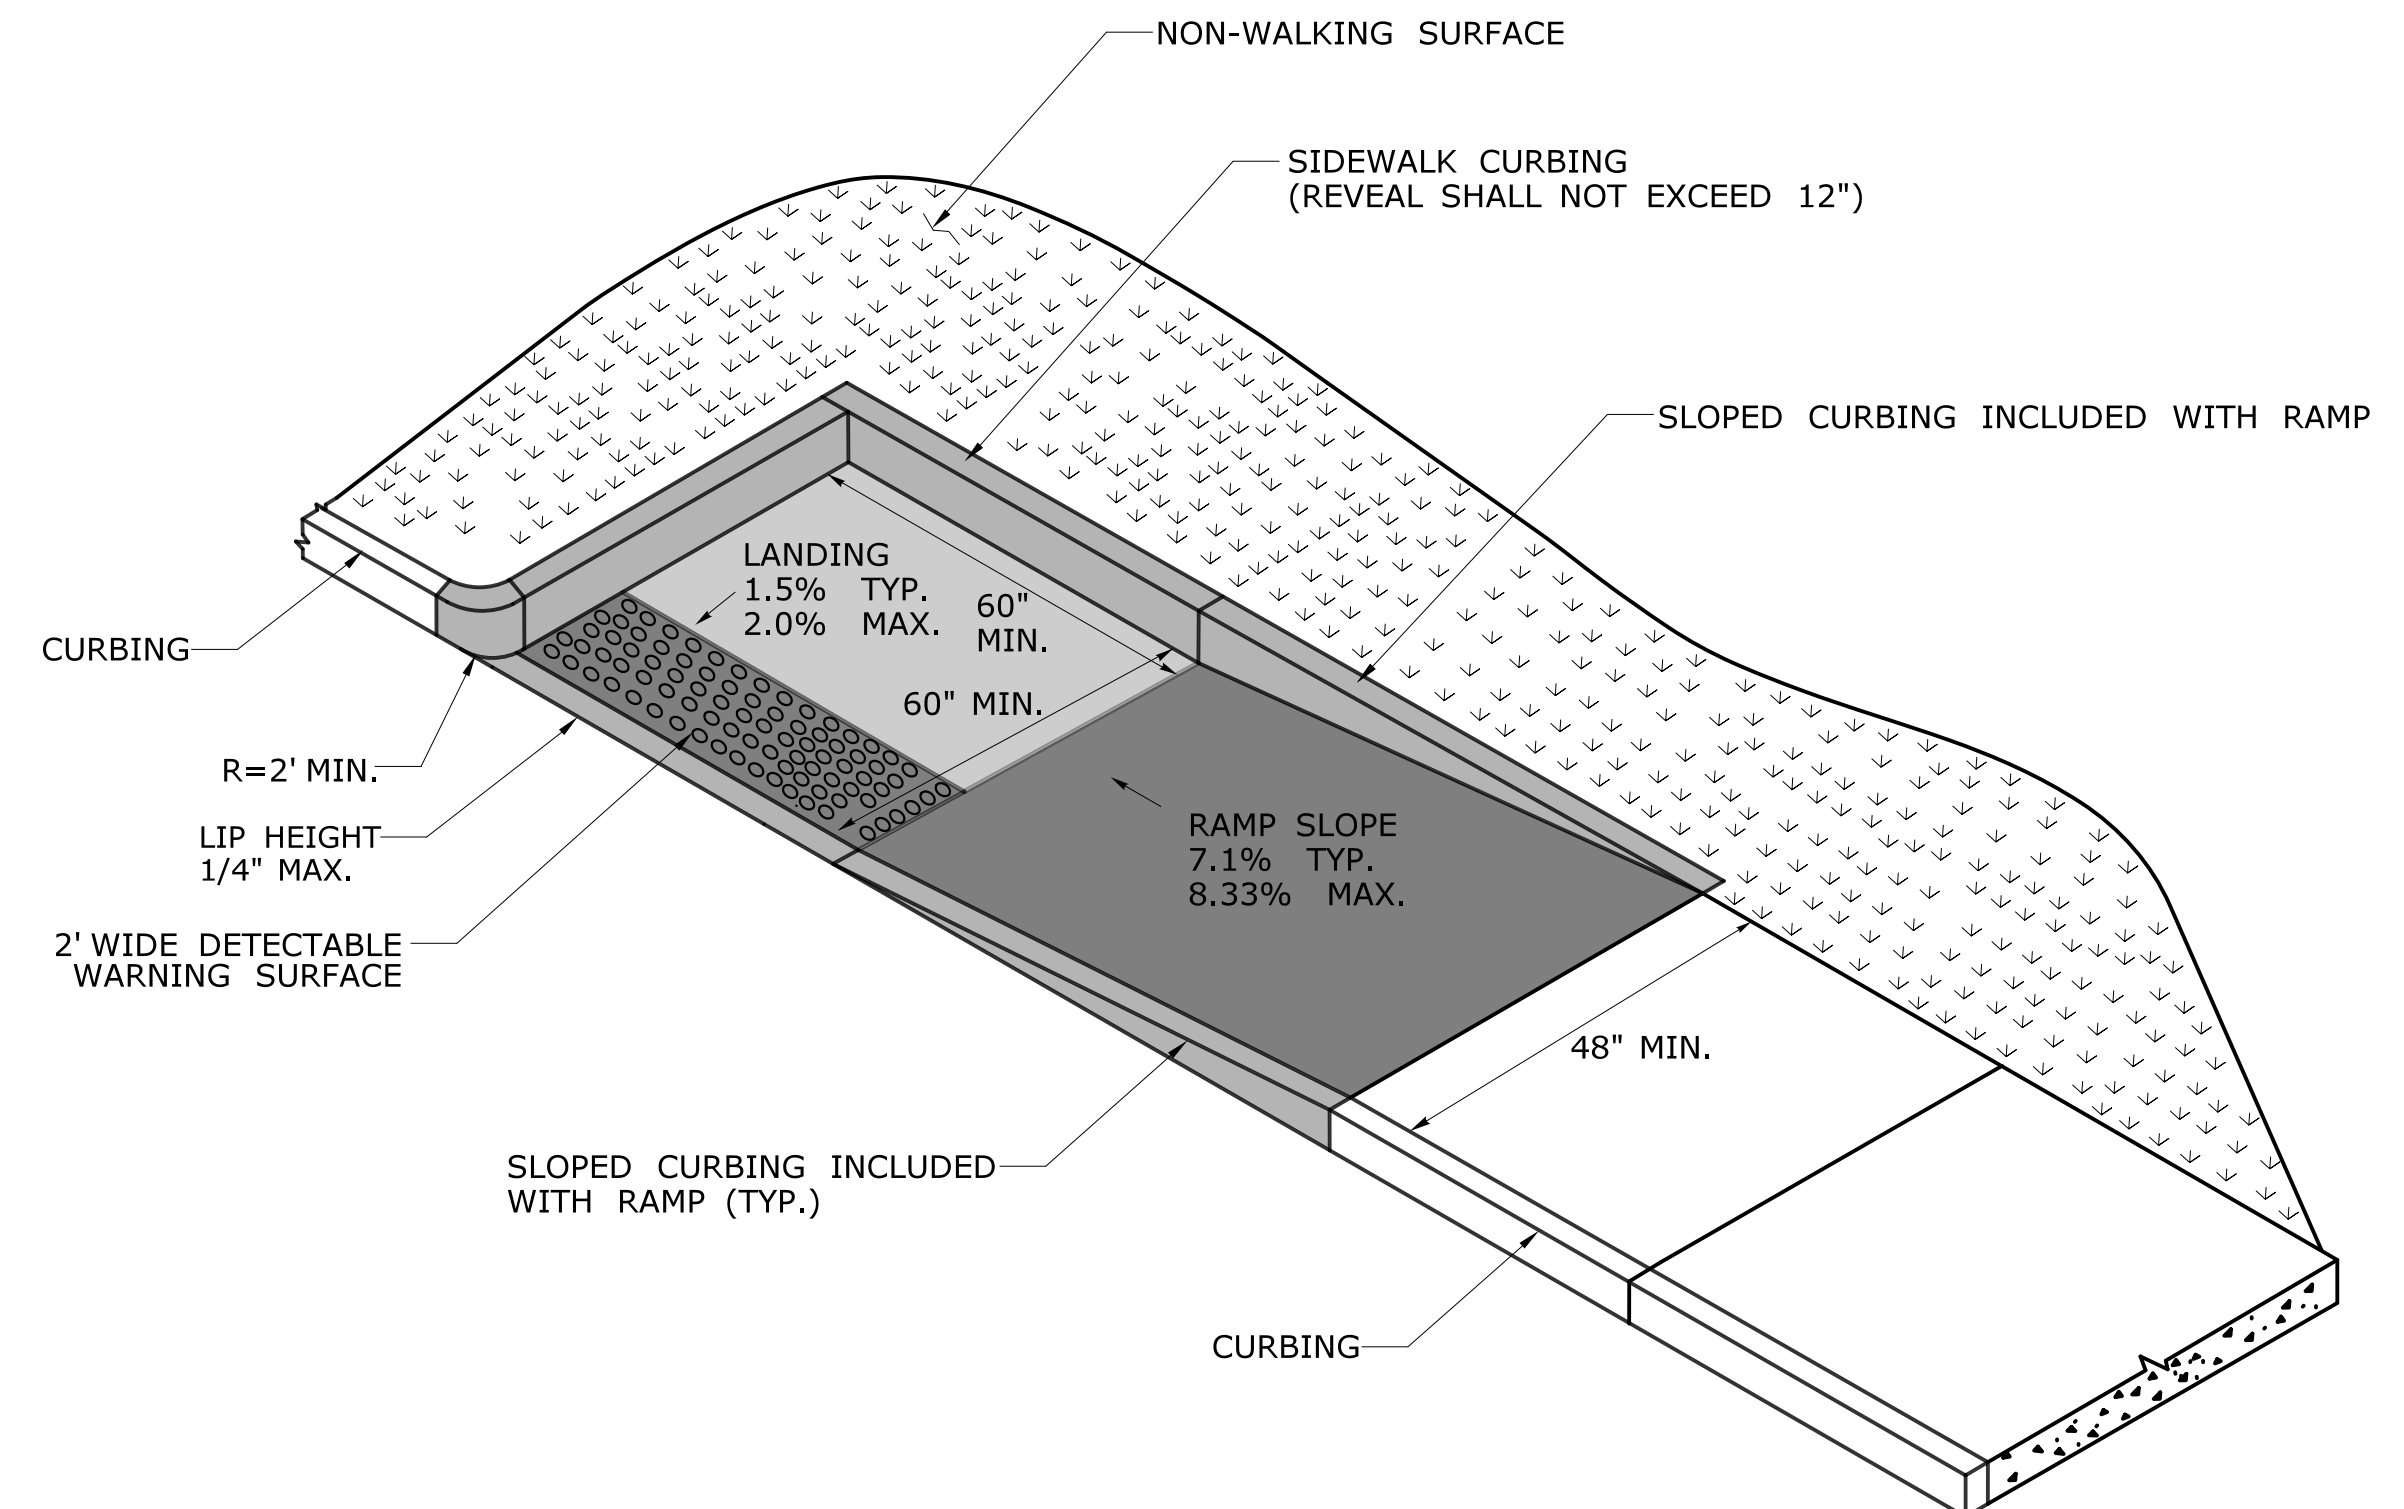 NON-WALKING SURFACE
SIDEWALK CURBING
(REVEAL SHALL NOT EXCEED 12")
SLOPED CURBING INCLUDED WITH RAMP
LANDING
1.5% TYP.
2.0% MAX.
60"
MIN.
60" MIN.
CURBING
R=2' MIN.
LIP HEIGHT
1/4" MAX.
2' WIDE DETECTABLE
WARNING SURFACE
RAMP SLOPE
7.1% TYP.
8.33% MAX.
48" MIN.
SLOPED CURBING INCLUDED
WITH RAMP (TYP.)
CURBING